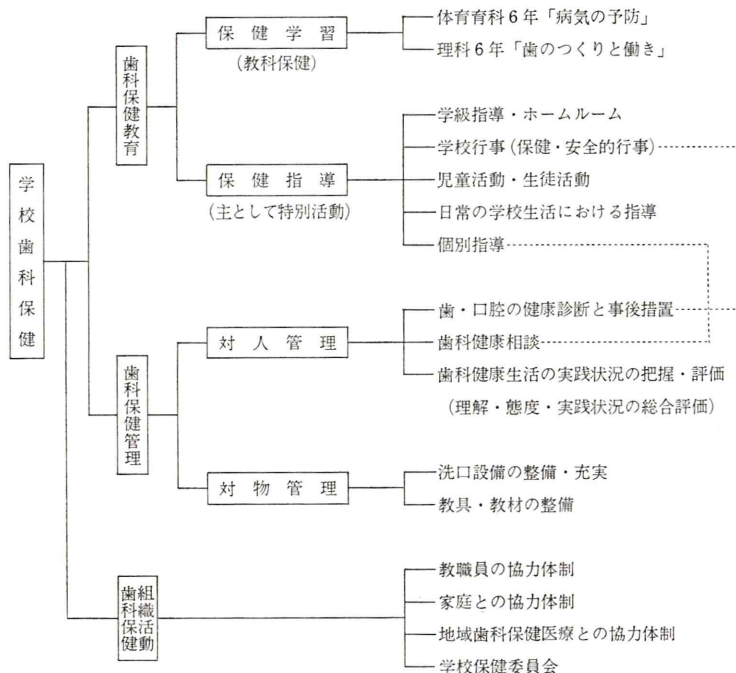 学校歯科保健
歯科保健教育
保健学習
(教科保健)
体育育科6年「病気の予防」
理科6年「歯のつくりと働き」
保健指導
(主として特別活動)
学級指導・ホームルーム
学校行事(保健・安全的行事)
児童活動・生徒活動
日常の学校生活における指導
個別指導
歯科保健管理
対人管理
歯・口腔の健康診断と事後措置
歯科健康相談
歯科健康生活の実践状況の把握・評価
(理解・態度・実践状況の総合評価)
対物管理
洗口設備の整備・充実
教具・教材の整備
歯科保健
組織活動
教職員の協力体制
家庭との協力体制
地域歯科保健医療との協力体制
学校保健委員会